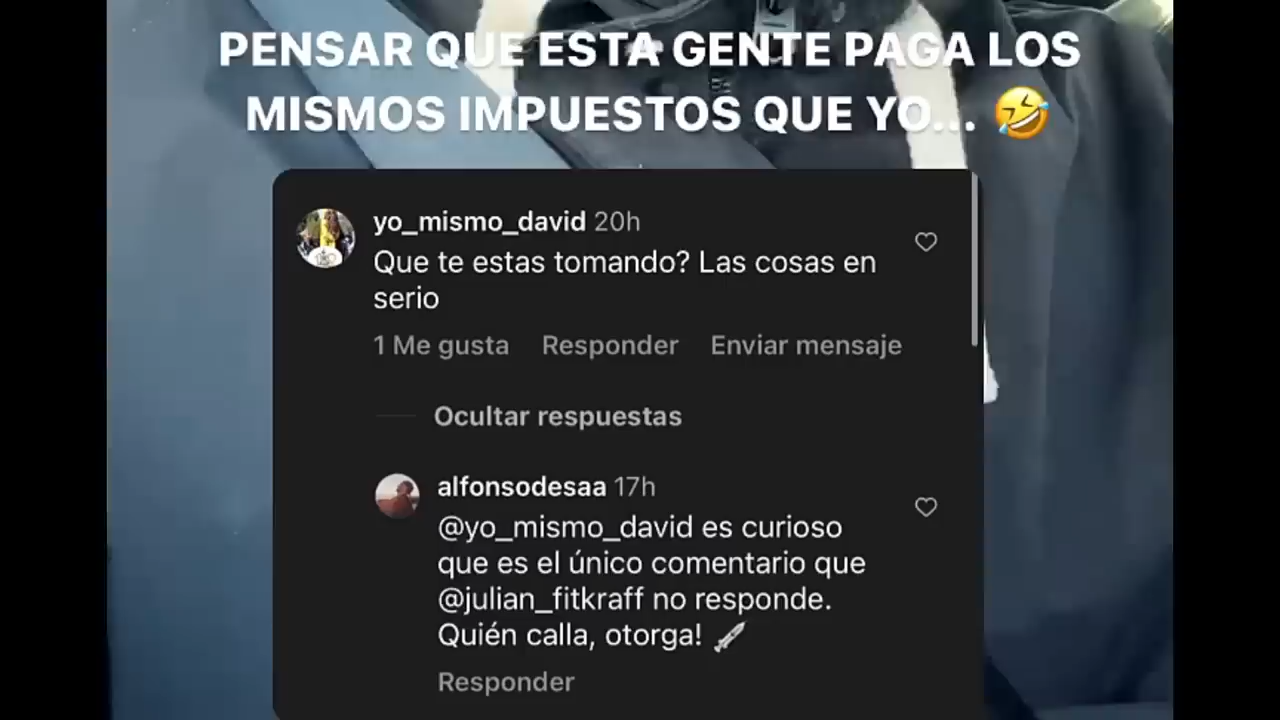 PENSAR QUE ESTA GENTE PAGA LOS
MISMOS IMPUESTOS QUE YO... 🤣
yo_mismo_david 20h
Que te estas tomando? Las cosas en
serio
1 Me gusta Responder Enviar mensaje
Ocultar respuestas
alfonsodesaa 17h
@yo_mismo_david es curioso
que es el único comentario que
@julian_fitkraff no responde.
Quién calla, otorga! 💉
Responder